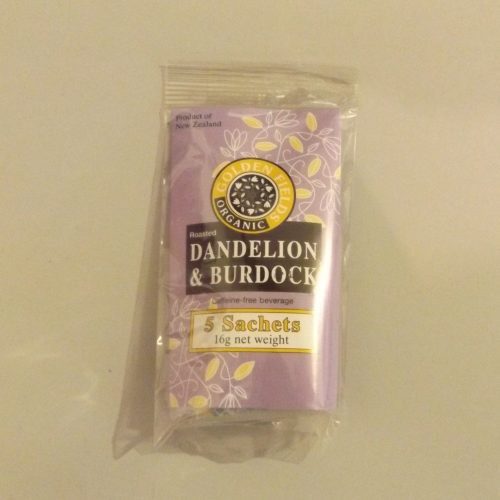 Product of
New Zealand
GOLDEN FIELDS
ORGANIC
Roasted
DANDELION
& BURDOCK
caffeine-free beverage
5 Sachets
16g net weight